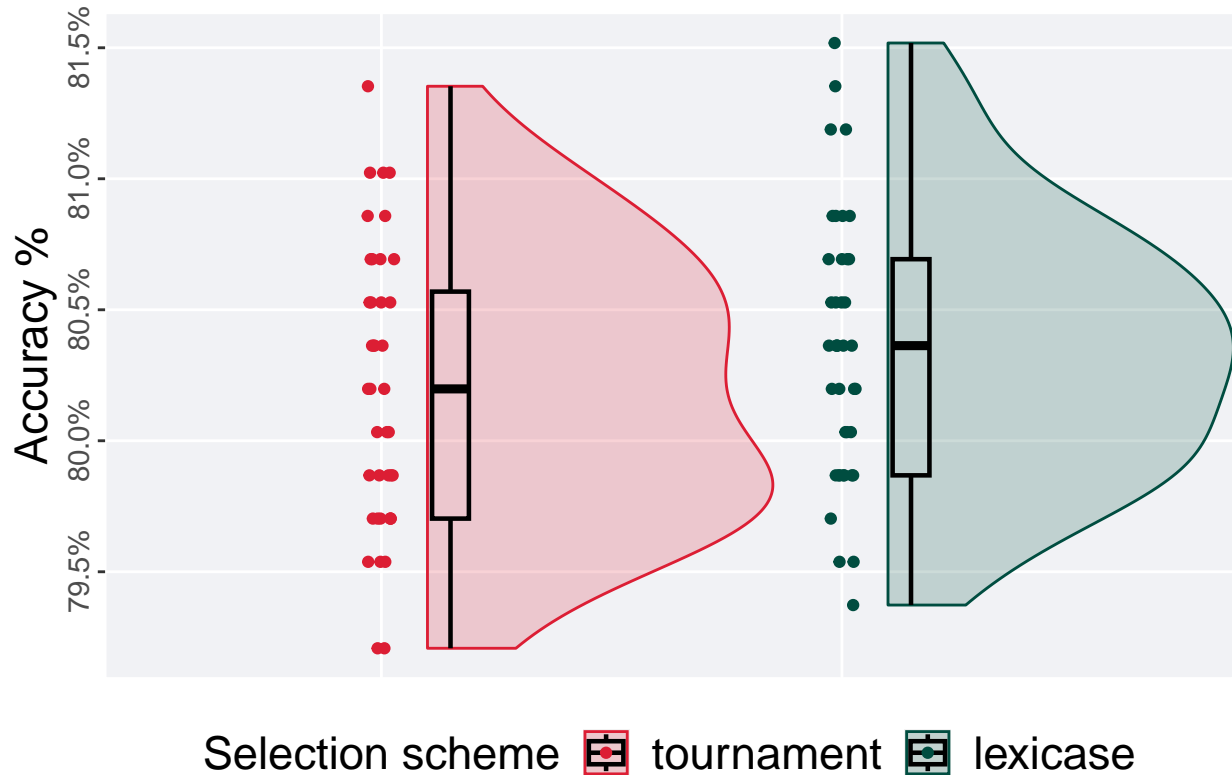 Accuracy %
81.5%
81.0%
80.5%
80.0%
79.5%
Selection scheme tournament lexicase